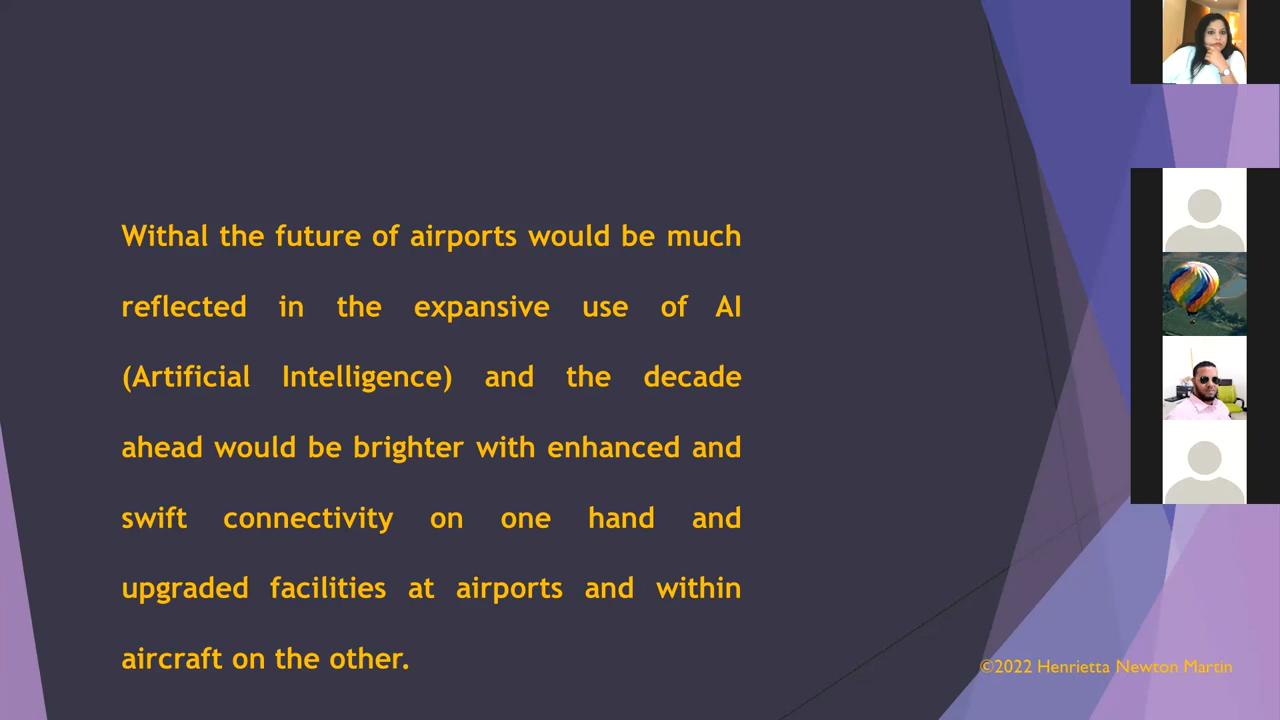 Withal the future of airports would be much
reflected in the expansive use of AI
(Artificial Intelligence) and the decade
ahead would be brighter with enhanced and
swift connectivity on one hand and
upgraded facilities at airports and within
aircraft on the other.
©2022 Henrietta Newton Martin